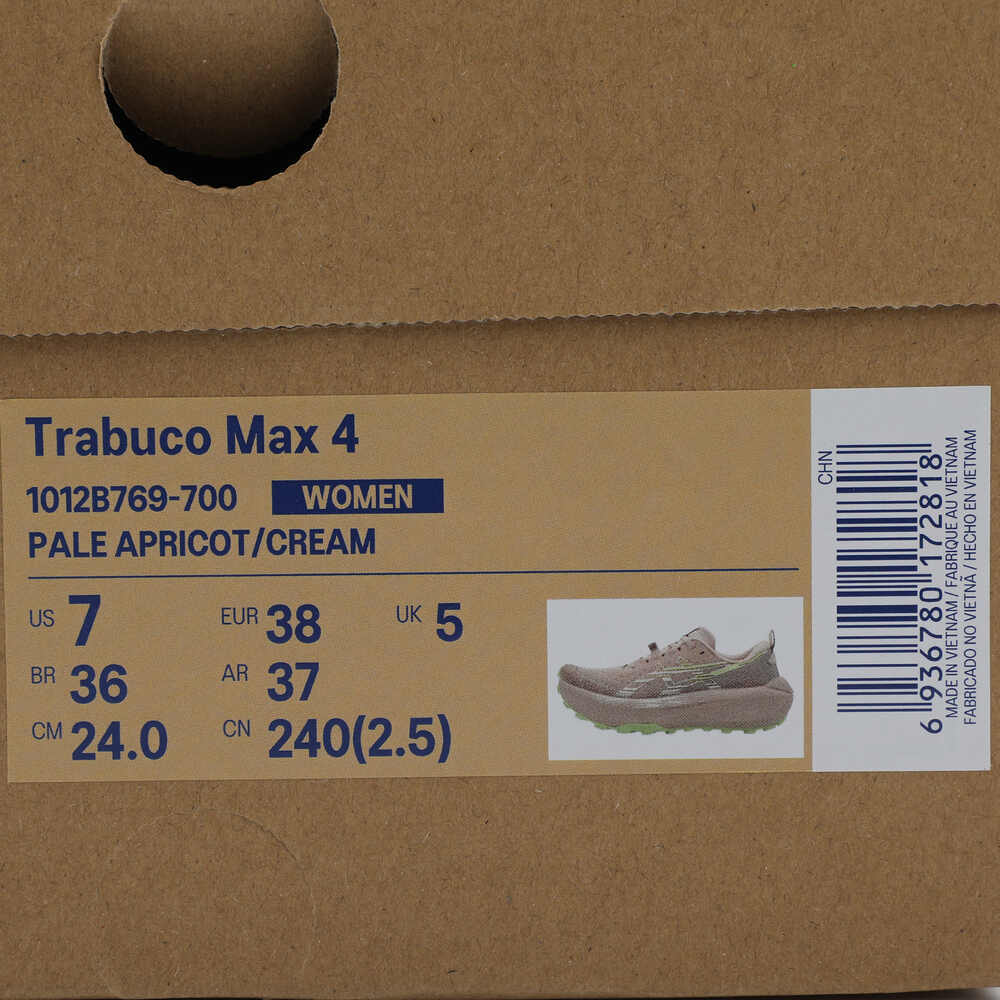 Trabuco Max 4
1012B769-700 WOMEN
PALE APRICOT/CREAM
US 7 EUR 38 UK 5
BR 36 AR 37
CM 24.0 CN 240(2.5)
CHN
6 936780 172818
MADE IN VIETNAM / FABRIQUE AU VIETNAM
FABRICADO NO VIETNÃ / HECHO EN VIETNAM